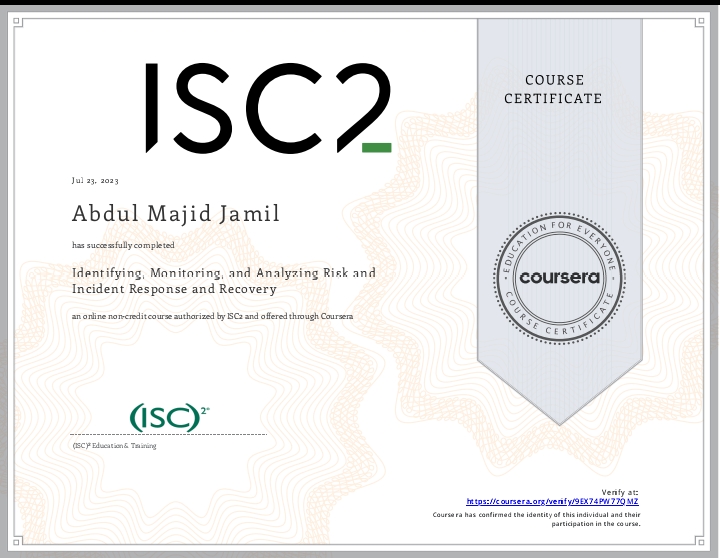 ISC2
COURSE
CERTIFICATE
Jul 23, 2023
Abdul Majid Jamil
has successfully completed
Identifying, Monitoring, and Analyzing Risk and
Incident Response and Recovery
an online non-credit course authorized by ISC2 and offered through Coursera
EDUCATION FOR EVERYONE
coursera
COURSE CERTIFICATE
(ISC)²®
(ISC)² Education & Training
Verify at:
https://coursera.org/verify/9EX74PW77QMZ
Coursera has confirmed the identity of this individual and their
participation in the course.